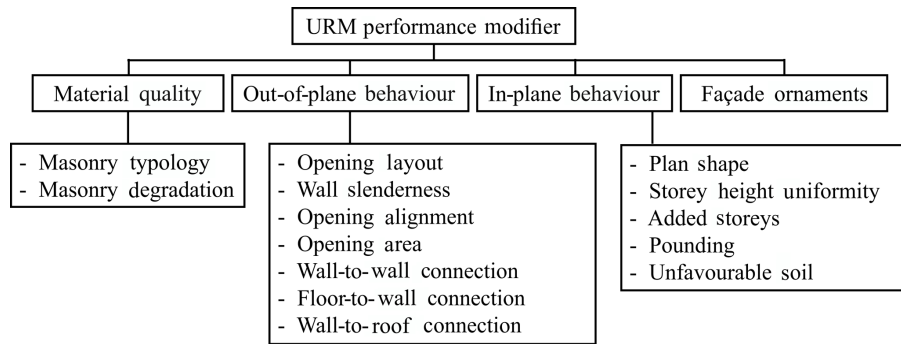 URM performance modifier
Material quality
Out-of-plane behaviour
In-plane behaviour
Façade ornaments
- Masonry typology
- Masonry degradation
- Opening layout
- Wall slenderness
- Opening alignment
- Opening area
- Wall-to-wall connection
- Floor-to-wall connection
- Wall-to-roof connection
- Plan shape
- Storey height uniformity
- Added storeys
- Pounding
- Unfavourable soil